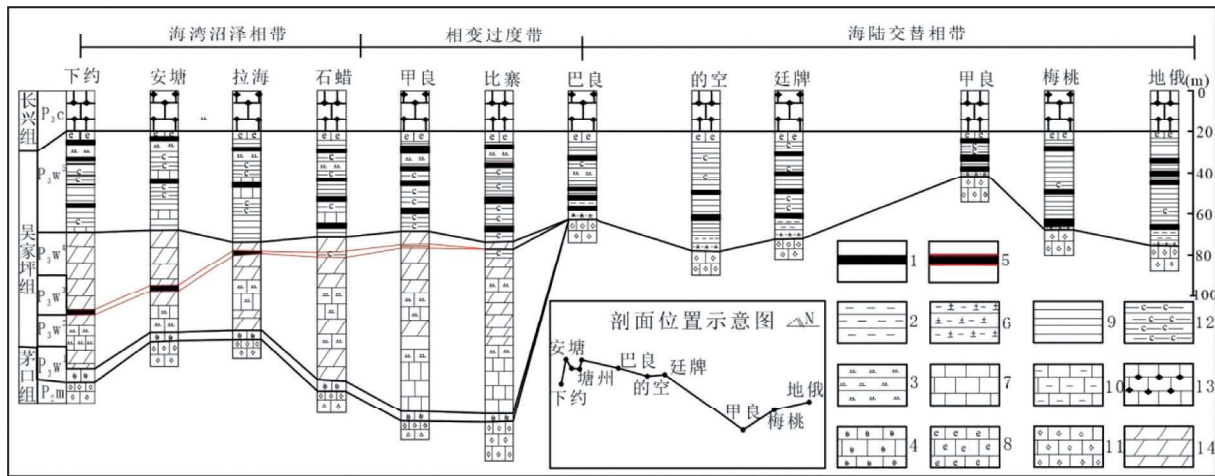 海湾沼泽相带
相变过度带
海陆交替相带
下约
安塘
拉海
石蜡
甲良
比寨
巴良
的空
廷牌
甲良
梅桃
地俄
(m)
0
20
40
60
80
100
长兴组
吴家坪组
茅口组
P₃c
P₃w⁵
P₃w³
P₃w¹
P₂m
剖面位置示意图
N
安塘
塘州
下约
巴良
的空
廷牌
甲良
梅桃
地俄
1
5
2
6
9
12
3
7
10
13
4
8
11
14